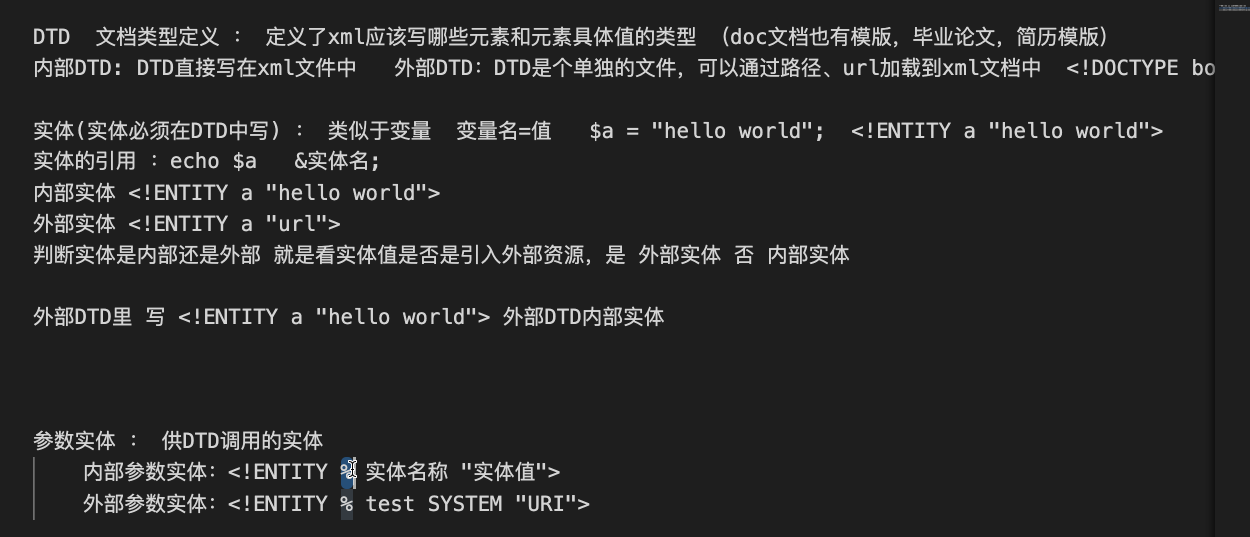 DTD  文档类型定义 ： 定义了xml应该写哪些元素和元素具体值的类型 （doc文档也有模版，毕业论文，简历模版）
内部DTD: DTD直接写在xml文件中   外部DTD：DTD是个单独的文件，可以通过路径、url加载到xml文档中  <!DOCTYPE bo
实体(实体必须在DTD中写) ： 类似于变量  变量名=值   $a = "hello world";  <!ENTITY a "hello world">
实体的引用 ：echo $a   &实体名;
内部实体 <!ENTITY a "hello world">
外部实体 <!ENTITY a "url">
判断实体是内部还是外部 就是看实体值是否是引入外部资源，是 外部实体 否 内部实体
外部DTD里 写 <!ENTITY a "hello world"> 外部DTD内部实体
参数实体 ： 供DTD调用的实体
内部参数实体：<!ENTITY % 实体名称 "实体值">
外部参数实体：<!ENTITY % test SYSTEM "URI">